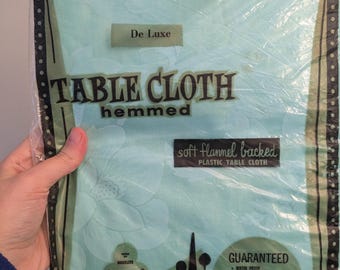 De Luxe
TABLE CLOTH
hemmed
soft flannel backed
PLASTIC TABLE CLOTH
GUARANTEED